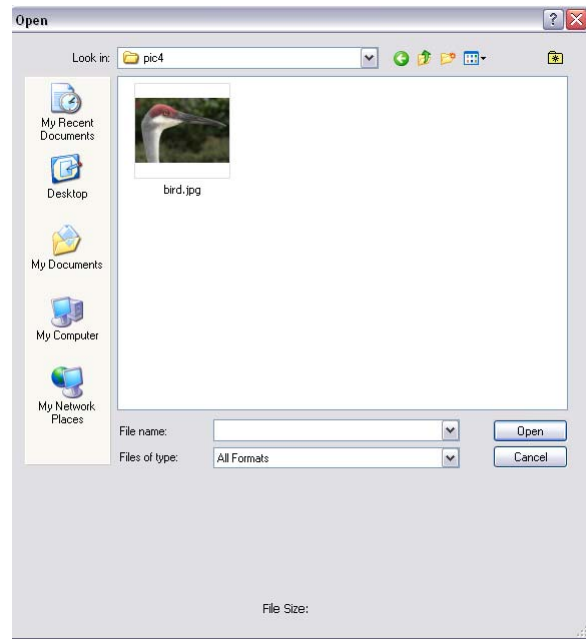 Open
Look in: pic4
My Recent
Documents
Desktop
My Documents
My Computer
My Network
Places
bird.jpg
File name:
Open
Files of type: All Formats
Cancel
File Size: